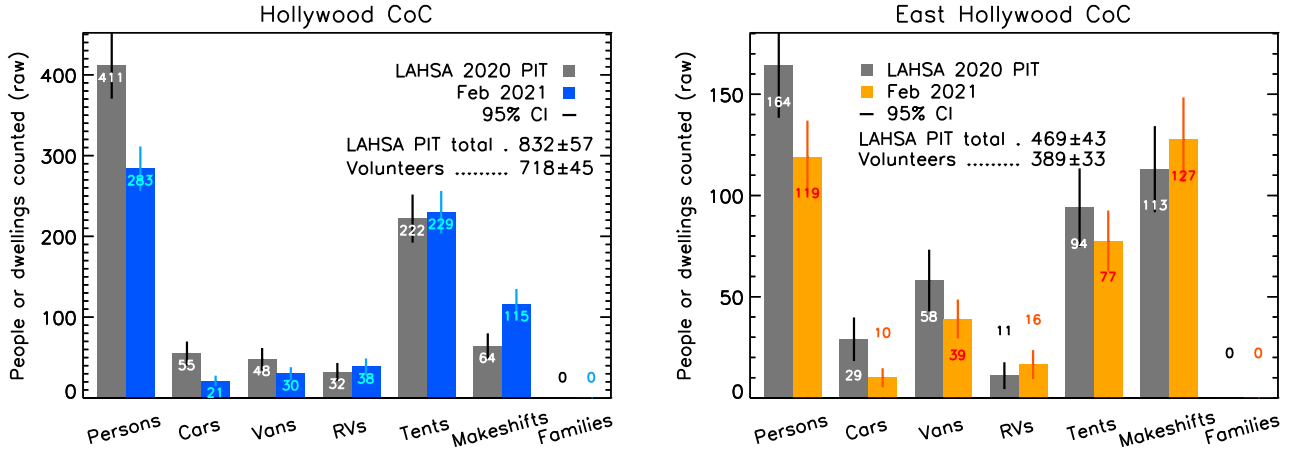 Hollywood CoC
People or dwellings counted (raw)
400
300
200
100
0
LAHSA 2020 PIT
Feb 2021
95% CI
LAHSA PIT total . 832±57
Volunteers ......... 718±45
411
283
55
21
48
30
32
38
222
229
64
115
0
0
Persons
Cars
Vans
RVs
Tents
Makeshifts
Families
East Hollywood CoC
People or dwellings counted (raw)
150
100
50
0
LAHSA 2020 PIT
Feb 2021
95% CI
LAHSA PIT total . 469±43
Volunteers ......... 389±33
164
119
29
10
58
39
11
16
94
77
113
127
0
0
Persons
Cars
Vans
RVs
Tents
Makeshifts
Families